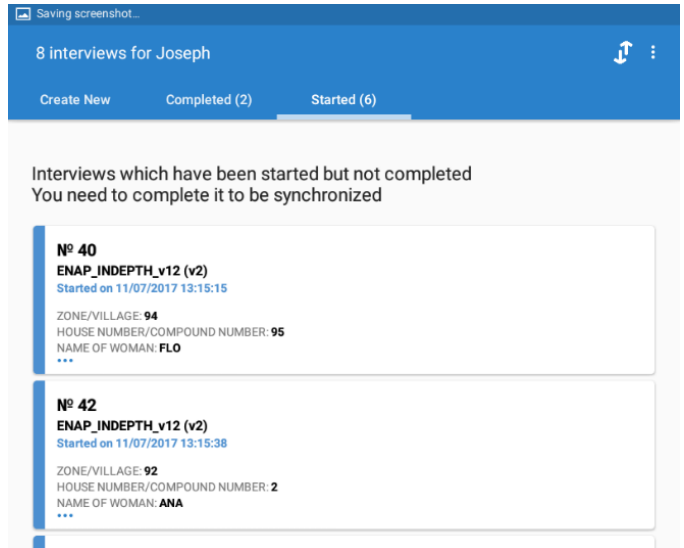 Saving screenshot...
8 interviews for Joseph
Create New Completed (2) Started (6)
Interviews which have been started but not completed
You need to complete it to be synchronized
№ 40
ENAP_INDEPTH_v12 (v2)
Started on 11/07/2017 13:15:15
ZONE/VILLAGE: 94
HOUSE NUMBER/COMPOUND NUMBER: 95
NAME OF WOMAN: FLO
...
№ 42
ENAP_INDEPTH_v12 (v2)
Started on 11/07/2017 13:15:38
ZONE/VILLAGE: 92
HOUSE NUMBER/COMPOUND NUMBER: 2
NAME OF WOMAN: ANA
...